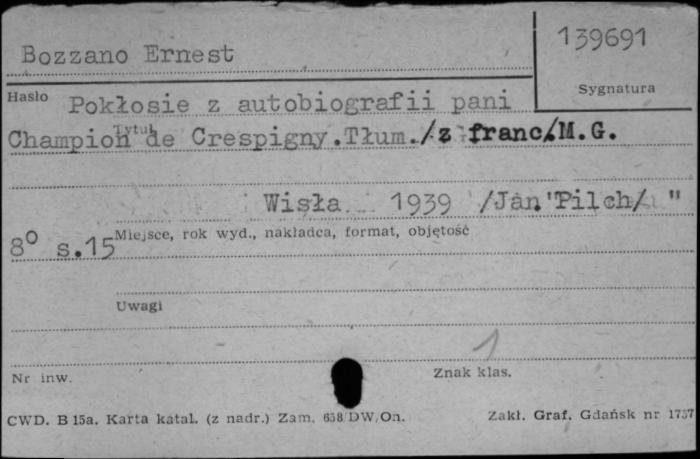 Bozzano Ernest
139691
Hasło
Sygnatura
Pokłosie z autobiografii pani
Tytuł
Champion de Crespigny.Tłum./z franc/M.G.
Wisła 1939 /Jan Pilch/ "
Miejsce, rok wyd., nakładca, format, objętość
8° s.15
Uwagi
1
Nr inw.
Znak klas.
CWD. B 15a. Karta katal. (z nadr.) Zam. 658/DW/On.
Zakł. Graf. Gdańsk nr 1737